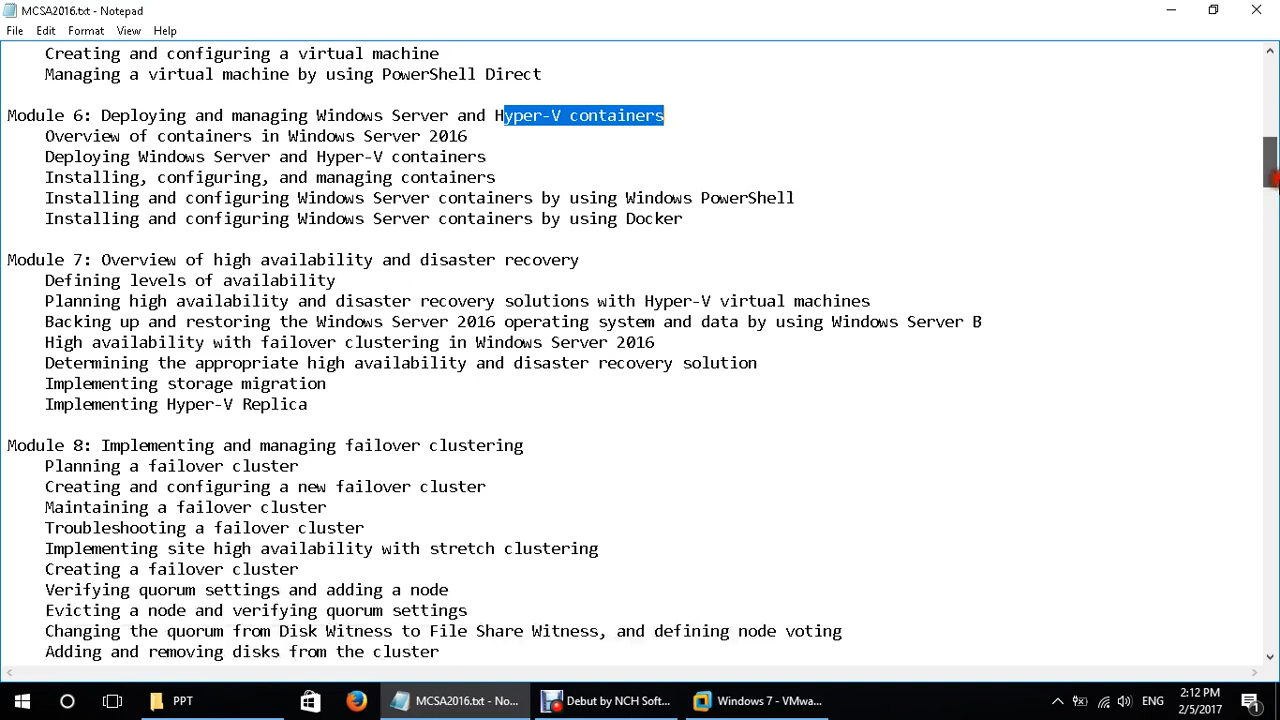 MCSA2016.txt - Notepad
File Edit Format View Help
Creating and configuring a virtual machine
Managing a virtual machine by using PowerShell Direct
Module 6: Deploying and managing Windows Server and Hyper-V containers
Overview of containers in Windows Server 2016
Deploying Windows Server and Hyper-V containers
Installing, configuring, and managing containers
Installing and configuring Windows Server containers by using Windows PowerShell
Installing and configuring Windows Server containers by using Docker
Module 7: Overview of high availability and disaster recovery
Defining levels of availability
Planning high availability and disaster recovery solutions with Hyper-V virtual machines
Backing up and restoring the Windows Server 2016 operating system and data by using Windows Server B
High availability with failover clustering in Windows Server 2016
Determining the appropriate high availability and disaster recovery solution
Implementing storage migration
Implementing Hyper-V Replica
Module 8: Implementing and managing failover clustering
Planning a failover cluster
Creating and configuring a new failover cluster
Maintaining a failover cluster
Troubleshooting a failover cluster
Implementing site high availability with stretch clustering
Creating a failover cluster
Verifying quorum settings and adding a node
Evicting a node and verifying quorum settings
Changing the quorum from Disk Witness to File Share Witness, and defining node voting
Adding and removing disks from the cluster
PPT MCSA2016.txt - No... Debut by NCH Soft... Windows 7 - VMwa... ENG 2:12 PM
2/5/2017 1